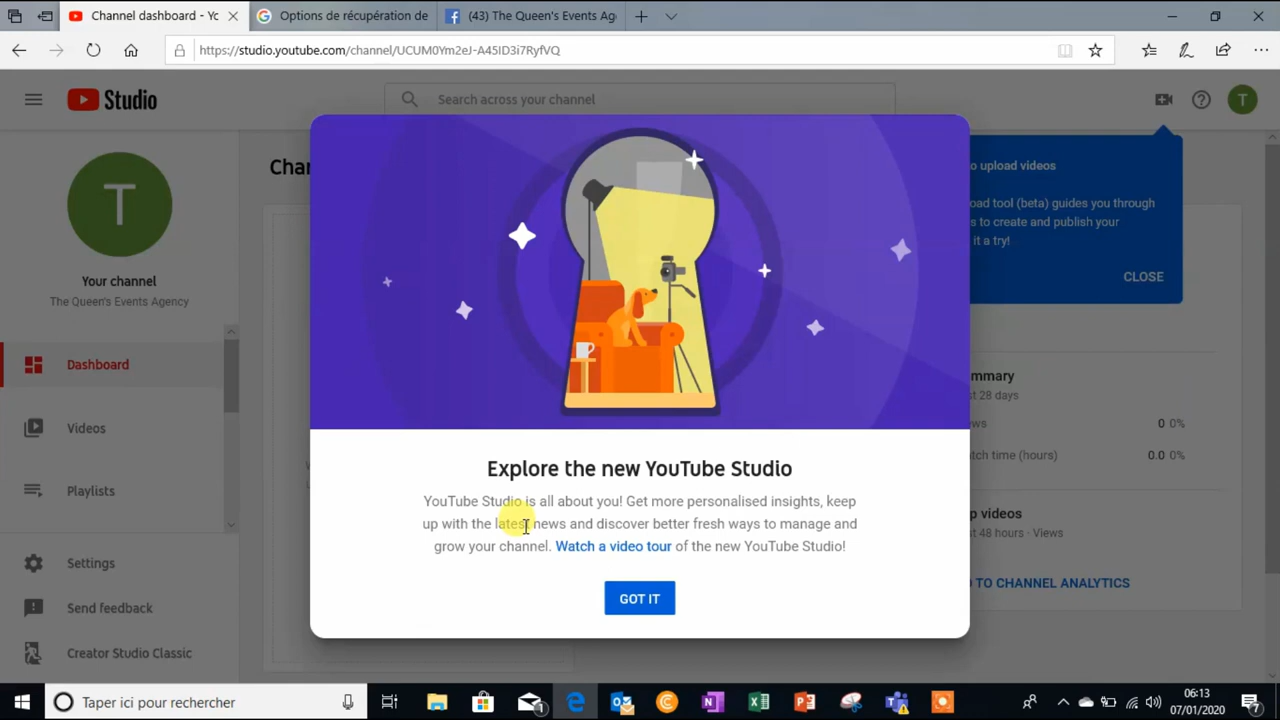 Channel dashboard - Yo
Options de récupération de
(43) The Queen's Events Ag
https://studio.youtube.com/channel/UCUM0Ym2eJ-A45ID3i7RyfVQ
Studio
Search across your channel
T
T
Your channel
The Queen's Events Agency
Dashboard
Videos
Playlists
Settings
Send feedback
Creator Studio Classic
Chan
o upload videos
oad tool (beta) guides you through
s to create and publish your
it a try!
CLOSE
Explore the new YouTube Studio
YouTube Studio is all about you! Get more personalised insights, keep
up with the latest news and discover better fresh ways to manage and
grow your channel. Watch a video tour of the new YouTube Studio!
GOT IT
mmary
st 28 days
ws 0 0%
tch time (hours) 0.0 0%
p videos
st 48 hours · Views
O TO CHANNEL ANALYTICS
Taper ici pour rechercher
1
06:13
07/01/2020
7